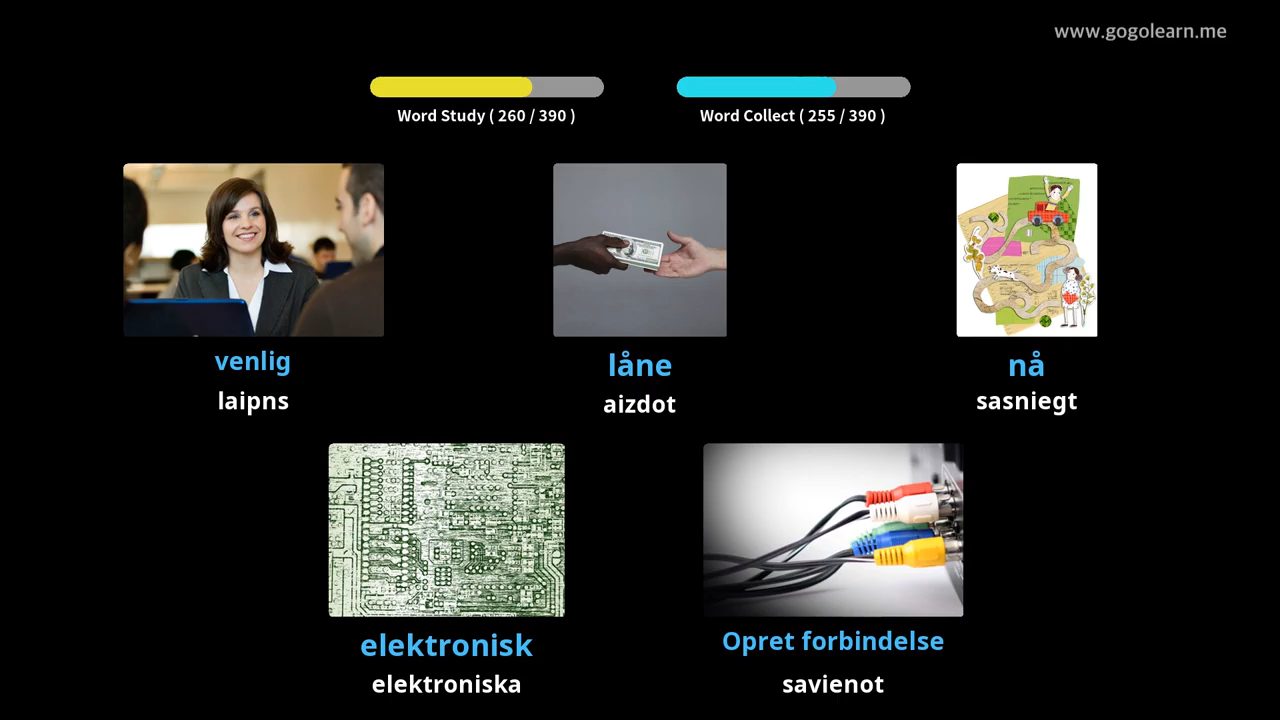 www.gogolearn.me
Word Study ( 260 / 390 )
Word Collect ( 255 / 390 )
venlig
laipns
låne
aizdot
nå
sasniegt
elektronisk
elektroniska
Opret forbindelse
savienot